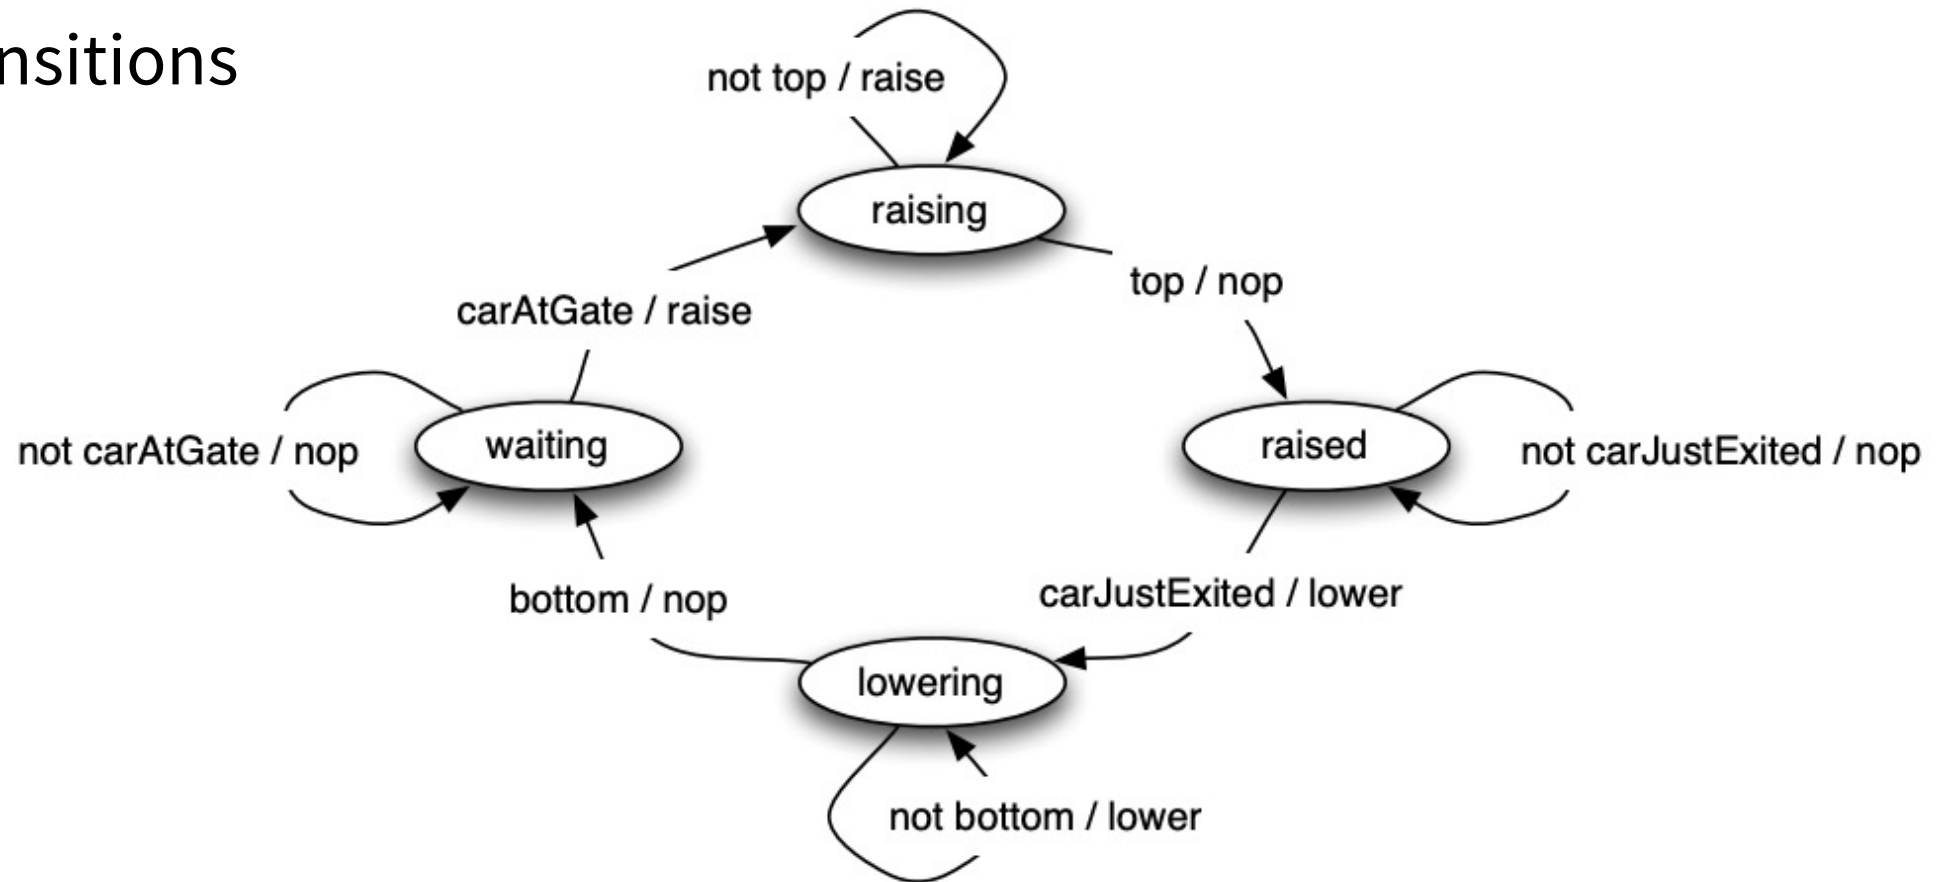 nsitions
not top / raise
raising
top / nop
carAtGate / raise
not carAtGate / nop
waiting
raised
not carJustExited / nop
bottom / nop
carJustExited / lower
lowering
not bottom / lower